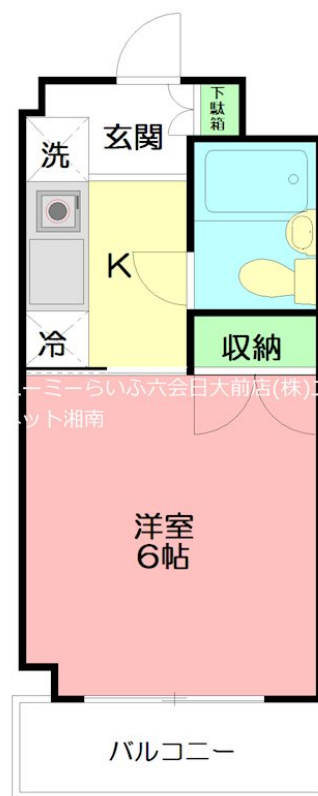 下駄箱
玄関
洗
K
冷
収納
ーミーらいふ六会日大前店(株)
ット湘南
洋室
6帖
バルコニー